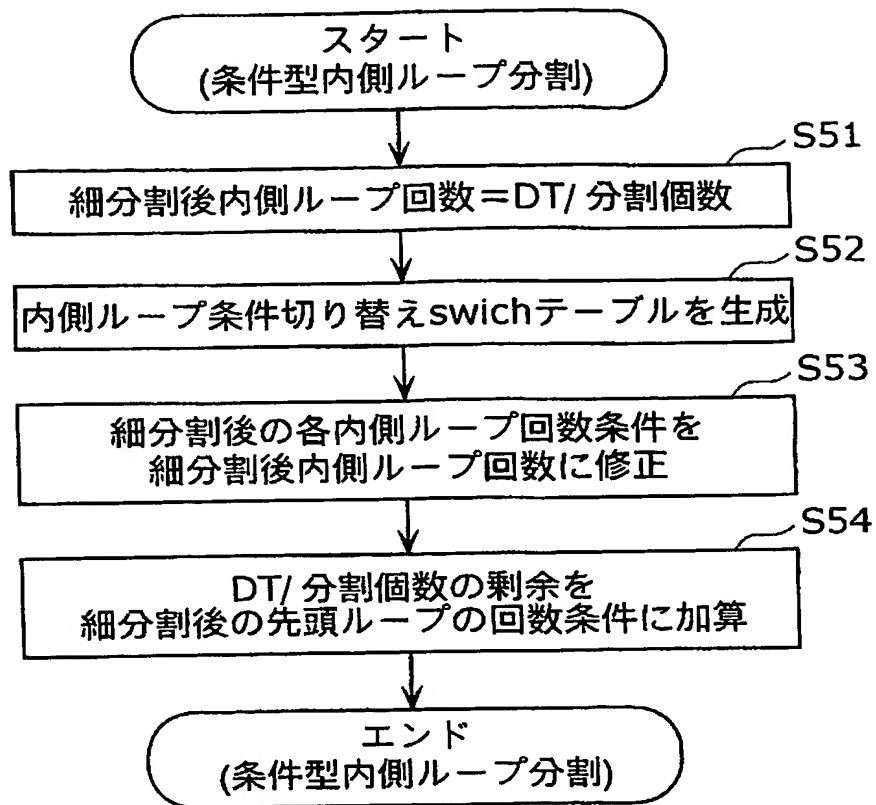 スタート
(条件型内側ループ分割)
S51
細分割後内側ループ回数=DT/分割個数
S52
内側ループ条件切り替えswichテーブルを生成
S53
細分割後の各内側ループ回数条件を
細分割後内側ループ回数に修正
S54
DT/分割個数の剰余を
細分割後の先頭ループの回数条件に加算
エンド
(条件型内側ループ分割)